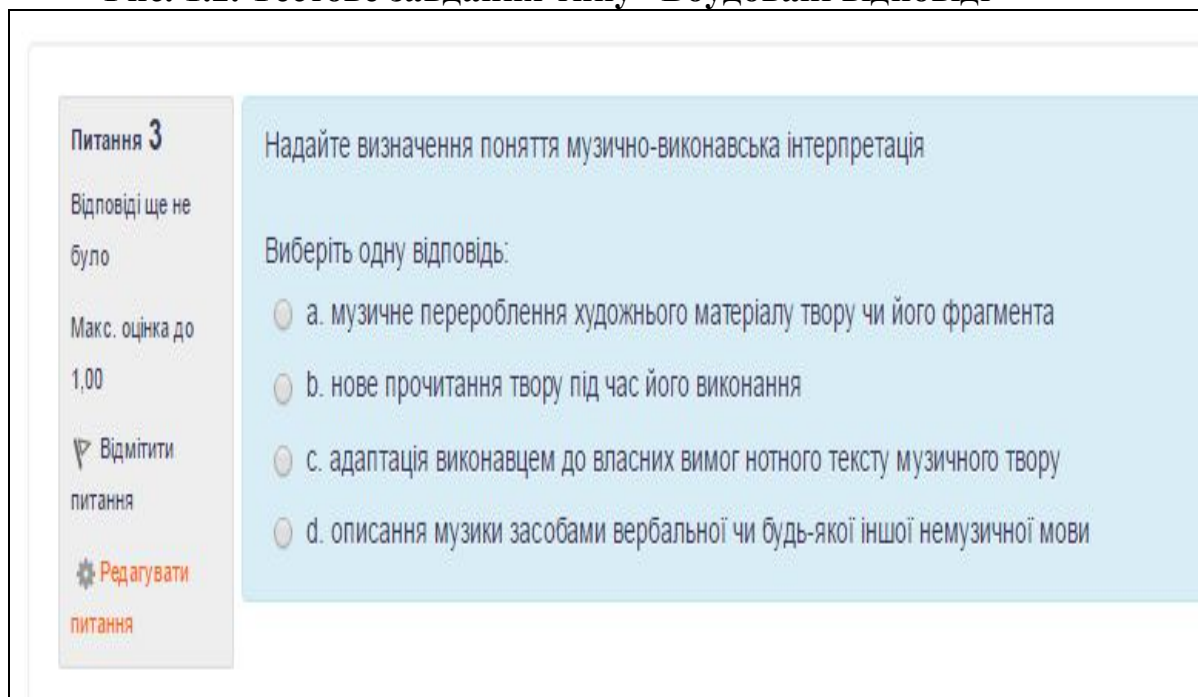 Питання 3
Відповіді ще не
було
Макс. оцінка до
1,00
Відмітити
питання
Редагувати
питання
Надайте визначення поняття музично-виконавська інтерпретація
Виберіть одну відповідь:
a. музичне перероблення художнього матеріалу твору чи його фрагмента
b. нове прочитання твору під час його виконання
c. адаптація виконавцем до власних вимог нотного тексту музичного твору
d. описання музики засобами вербальної чи будь-якої іншої немузичної мови